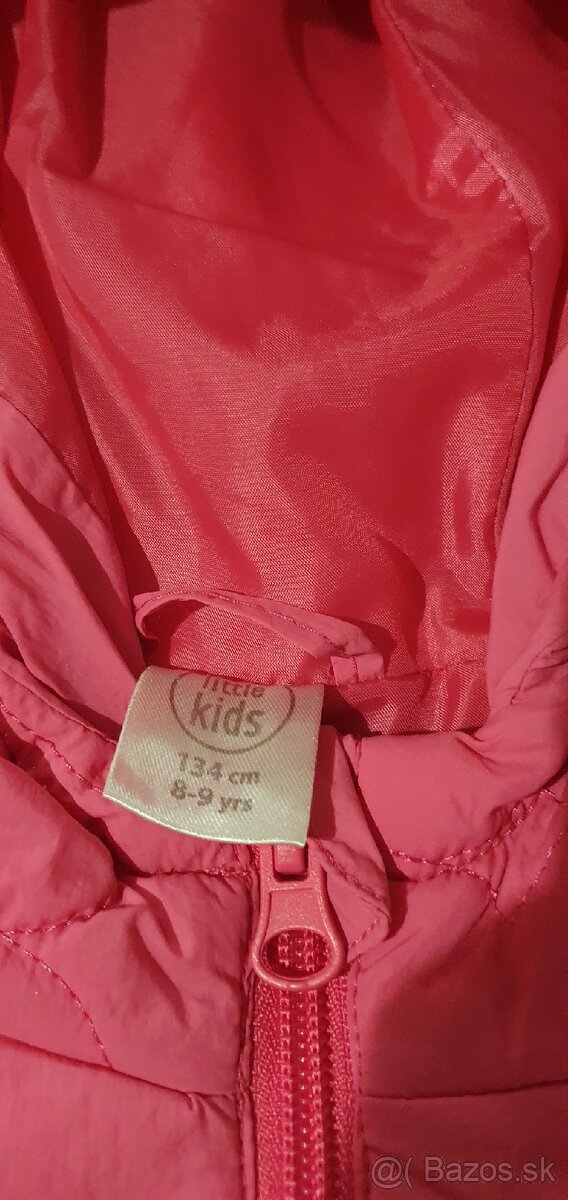 little
kids
134 cm
8-9 yrs
@( Bazos.sk